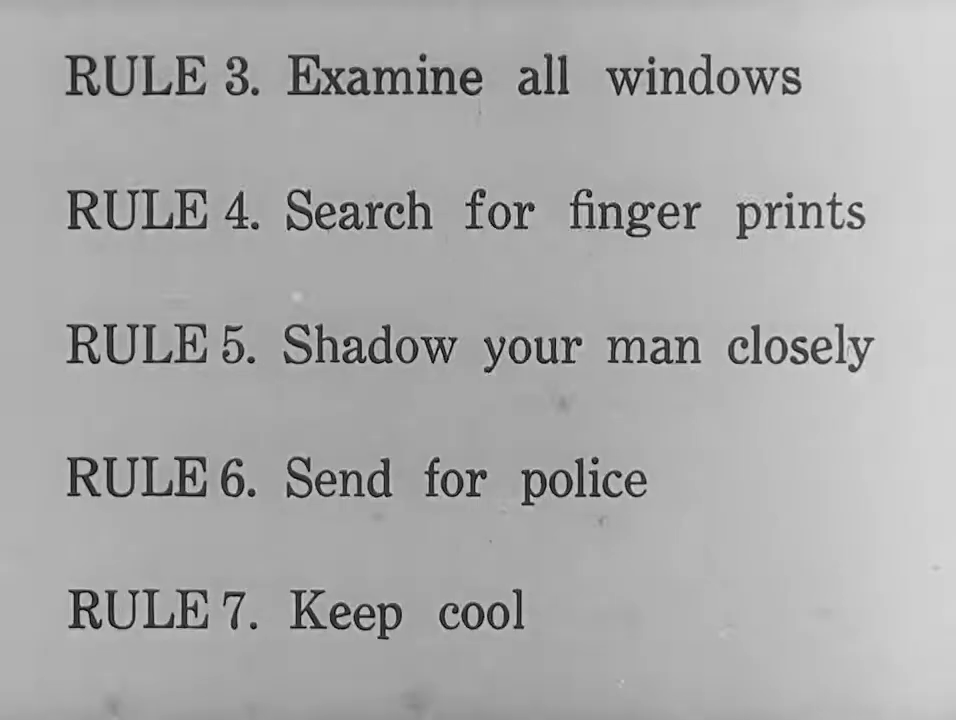 RULE 3. Examine all windows
RULE 4. Search for finger prints
RULE 5. Shadow your man closely
RULE 6. Send for police
RULE 7. Keep cool